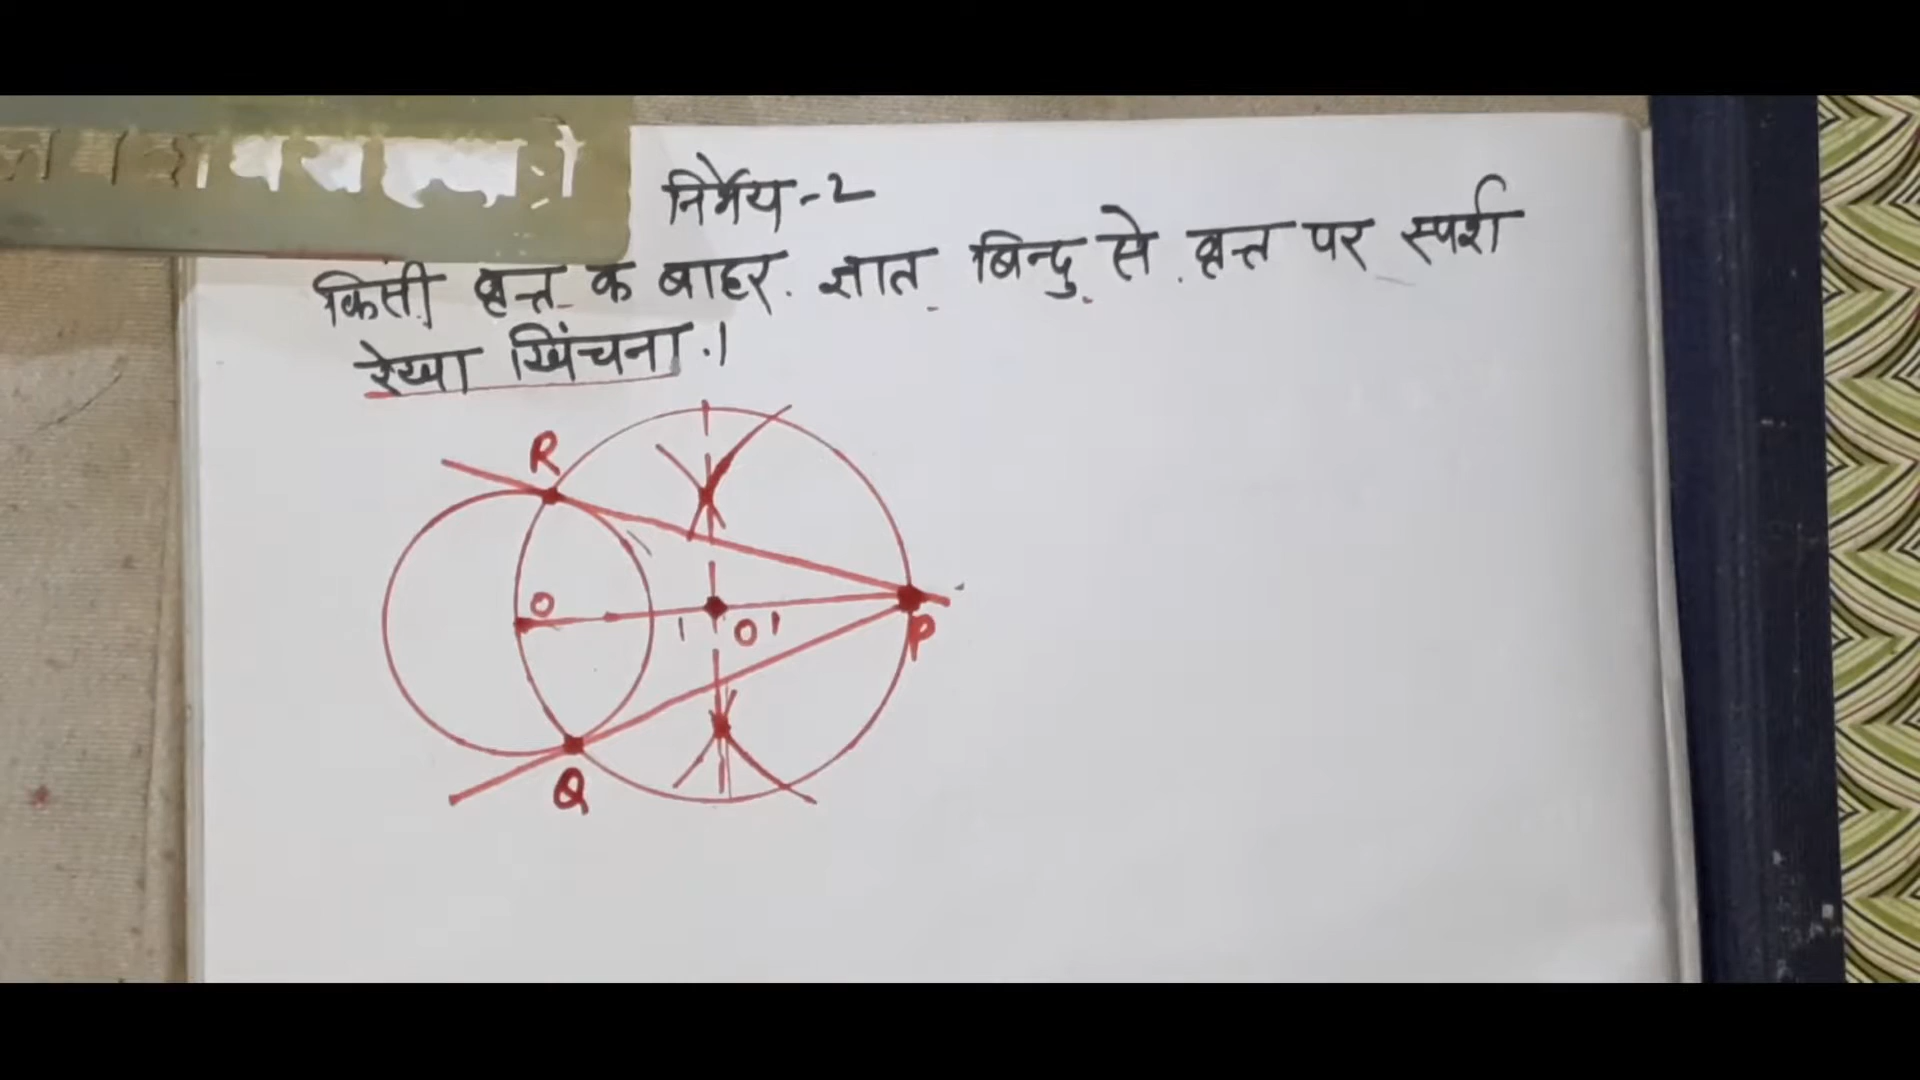 निर्मेय-2
किसी वृत्त के बाहर ज्ञात बिन्दु से वृत्त पर स्पर्श
रेखा खिंचना।
R
O
O'
P
Q